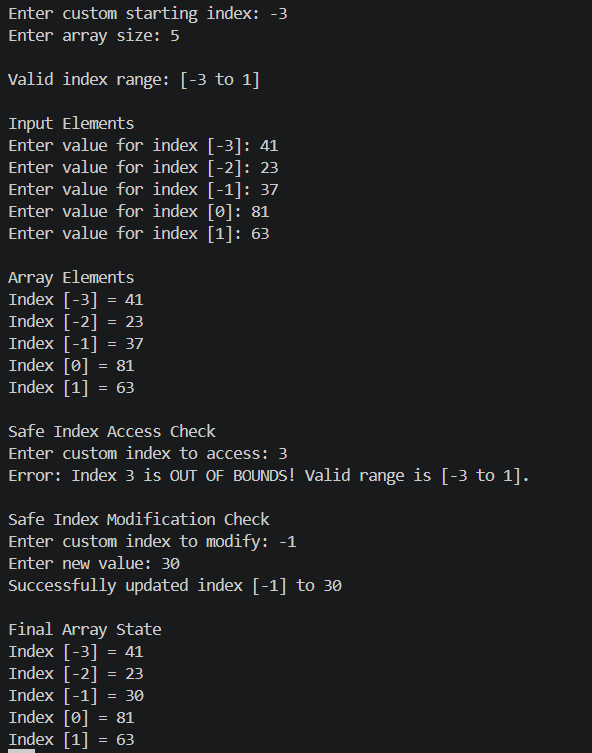 Enter custom starting index: -3
Enter array size: 5
Valid index range: [-3 to 1]
Input Elements
Enter value for index [-3]: 41
Enter value for index [-2]: 23
Enter value for index [-1]: 37
Enter value for index [0]: 81
Enter value for index [1]: 63
Array Elements
Index [-3] = 41
Index [-2] = 23
Index [-1] = 37
Index [0] = 81
Index [1] = 63
Safe Index Access Check
Enter custom index to access: 3
Error: Index 3 is OUT OF BOUNDS! Valid range is [-3 to 1].
Safe Index Modification Check
Enter custom index to modify: -1
Enter new value: 30
Successfully updated index [-1] to 30
Final Array State
Index [-3] = 41
Index [-2] = 23
Index [-1] = 30
Index [0] = 81
Index [1] = 63